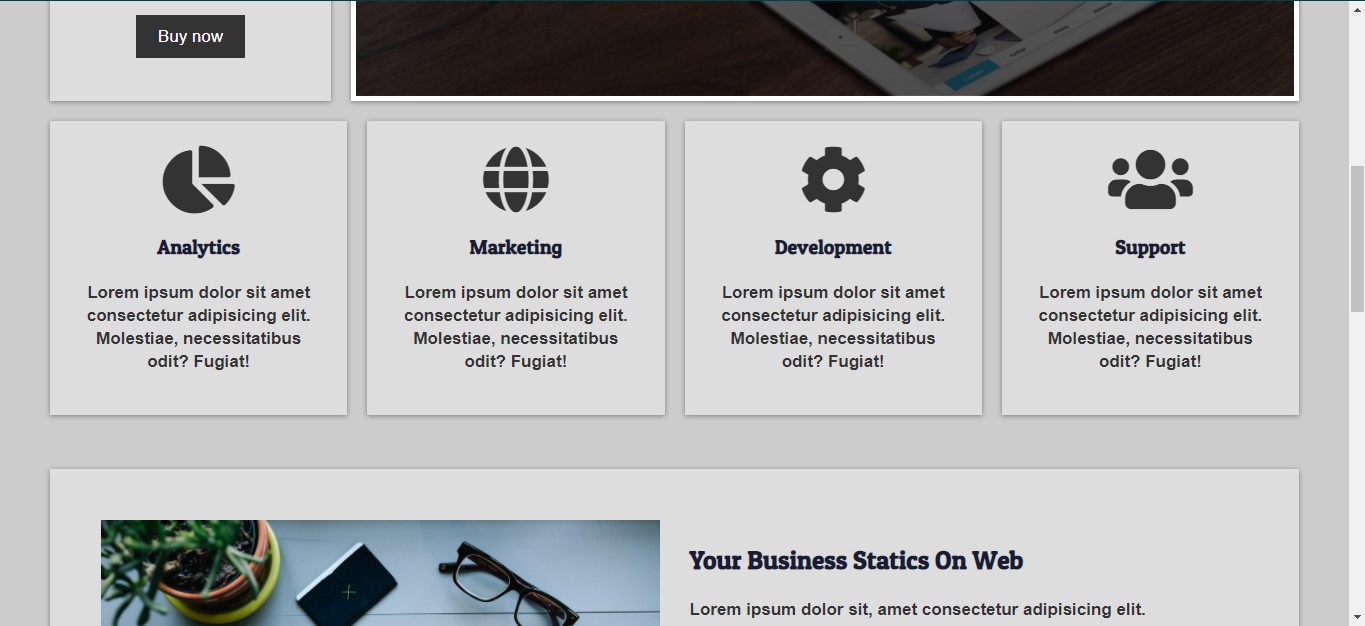 Buy now
Analytics
Lorem ipsum dolor sit amet
consectetur adipisicing elit.
Molestiae, necessitatibus
odit? Fugiat!
Marketing
Lorem ipsum dolor sit amet
consectetur adipisicing elit.
Molestiae, necessitatibus
odit? Fugiat!
Development
Lorem ipsum dolor sit amet
consectetur adipisicing elit.
Molestiae, necessitatibus
odit? Fugiat!
Support
Lorem ipsum dolor sit amet
consectetur adipisicing elit.
Molestiae, necessitatibus
odit? Fugiat!
Your Business Statics On Web
Lorem ipsum dolor sit, amet consectetur adipisicing elit.